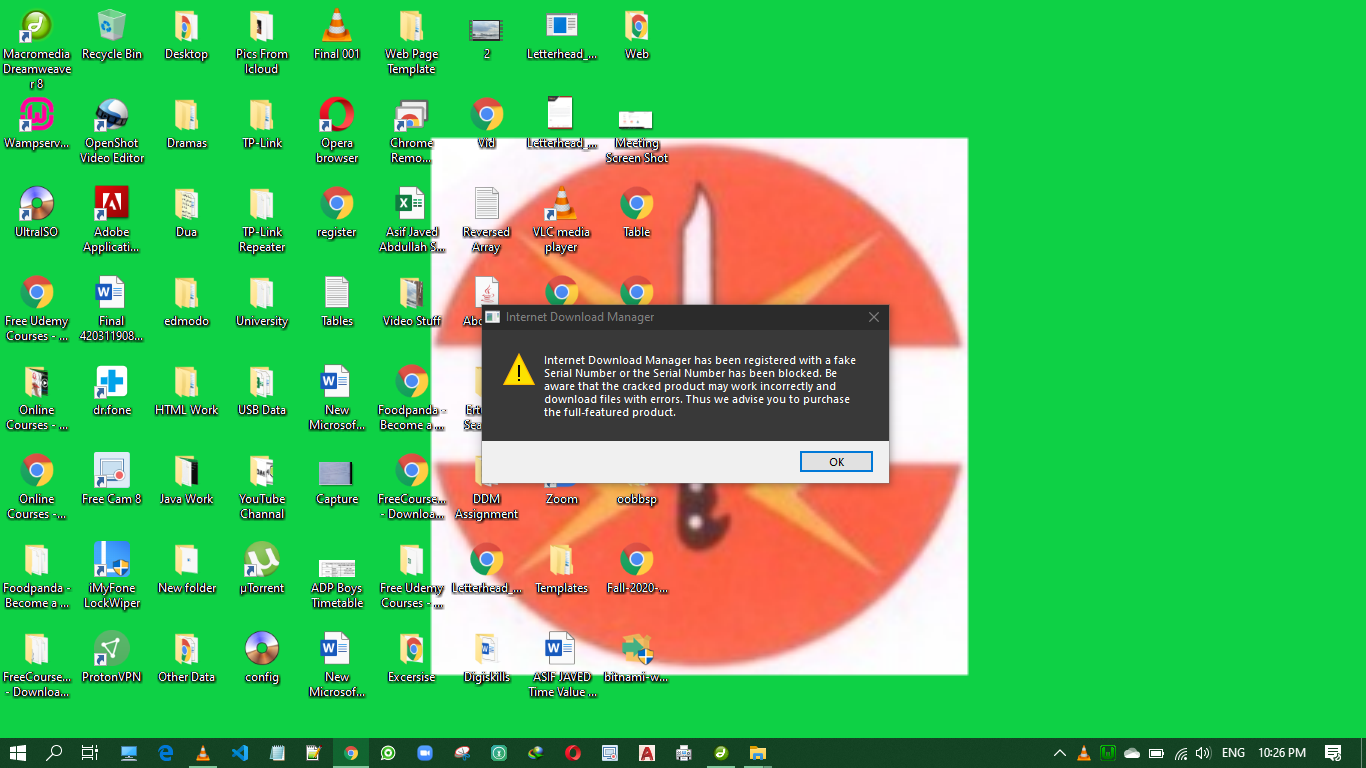 Macromedia
Dreamweave
r 8
Recycle Bin
Desktop
Pics From
Icloud
Final 001
Web Page
Template
2
Letterhead_...
Web
Wampserv...
OpenShot
Video Editor
Dramas
TP-Link
Opera
browser
Chrome
Remo...
Vid
Letterhead_...
Meeting
Screen Shot
UltraISO
Adobe
Applicati...
Dua
TP-Link
Repeater
register
Asif Javed
Abdullah S...
Reversed
Array
VLC media
player
Table
Free Udemy
Courses - ...
Final
420311908...
edmodo
University
Tables
Video Stuff
Internet Download Manager
Internet Download Manager has been registered with a fake
Serial Number or the Serial Number has been blocked. Be
aware that the cracked product may work incorrectly and
download files with errors. Thus we advise you to purchase
the full-featured product.
OK
Online
Courses - ...
dr.fone
HTML Work
USB Data
New
Microsof...
Foodpanda -
Become a ...
Online
Courses -...
Free Cam 8
Java Work
YouTube
Channel
Capture
FreeCourse...
- Downloa...
DDM
Assignment
Zoom
oobbsp
Foodpanda -
Become a ...
iMyFone
LockWiper
New folder
µTorrent
ADP Boys
Timetable
Free Udemy
Courses - ...
Letterhead_...
Templates
Fall-2020-...
FreeCourse...
- Downloa...
ProtonVPN
Other Data
config
New
Microsof...
Excersise
Digiskills
ASIF JAVED
Time Value ...
bitnami-w...
ENG
10:26 PM